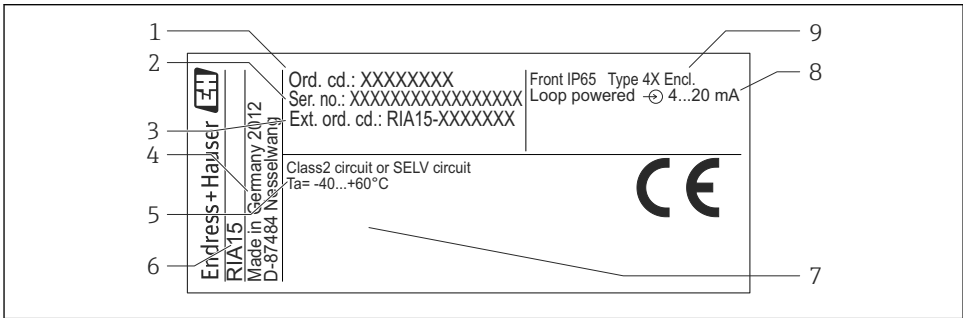 1
2
3
4
5
6
9
8
7
Endress+Hauser EH
RIA15
Made in Germany 2012
D-87484 Nesselwang
Ord. cd.: XXXXXXXX
Ser. no.: XXXXXXXXXXXXXXXXX
Ext. ord. cd.: RIA15-XXXXXXX
Front IP65 Type 4X Encl.
Loop powered 4...20 mA
Class2 circuit or SELV circuit
Ta= -40...+60°C
CE